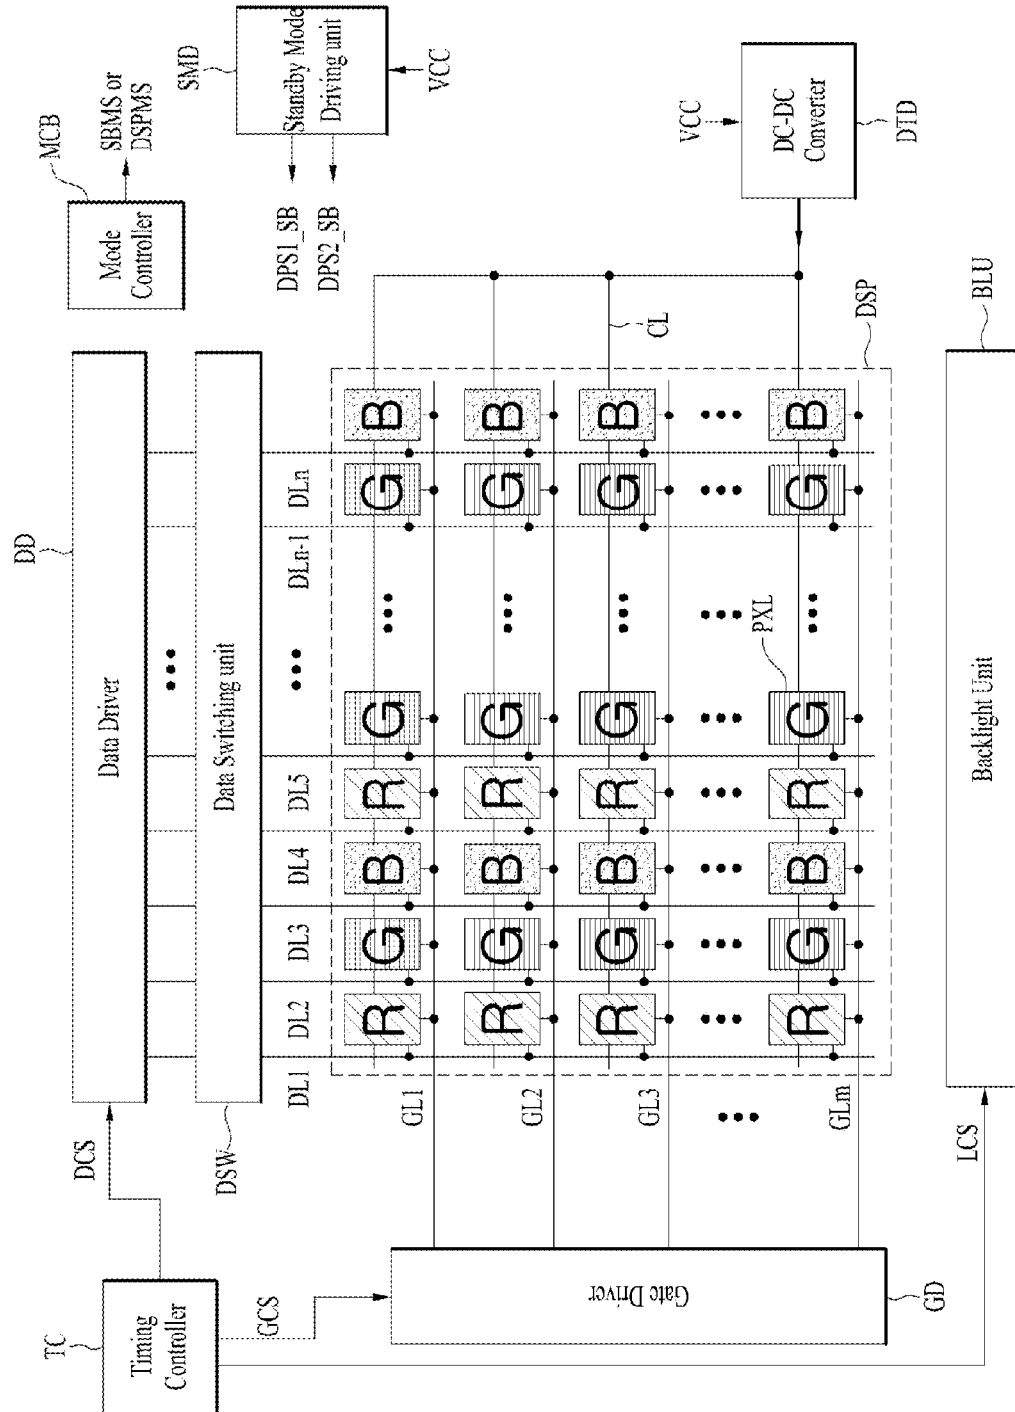 TC
Timing
Controller
DCS
GCS
DD
Data Driver
•••
DSW
Data Switching unit
MCB
Mode
Controller
SBMS or
DSPMS
SMD
Standby Mode
Driving unit
VCC
DPS1_SB
DPS2_SB
DL1
DL2
DL3
DL4
DL5
•••
DLn-1
DLn
GL1
R
G
B
R
G
•••
G
B
GL2
R
G
B
R
G
•••
G
B
GL3
R
G
B
R
G
•••
G
B
CL
•••
••• ••• ••• ••• ••• ••• ••• •••
GLm
R
G
B
R
G
•••
G
B
PXL
DSP
VCC
DC-DC
Converter
DTD
Gate Driver
GD
LCS
Backlight Unit
BLU